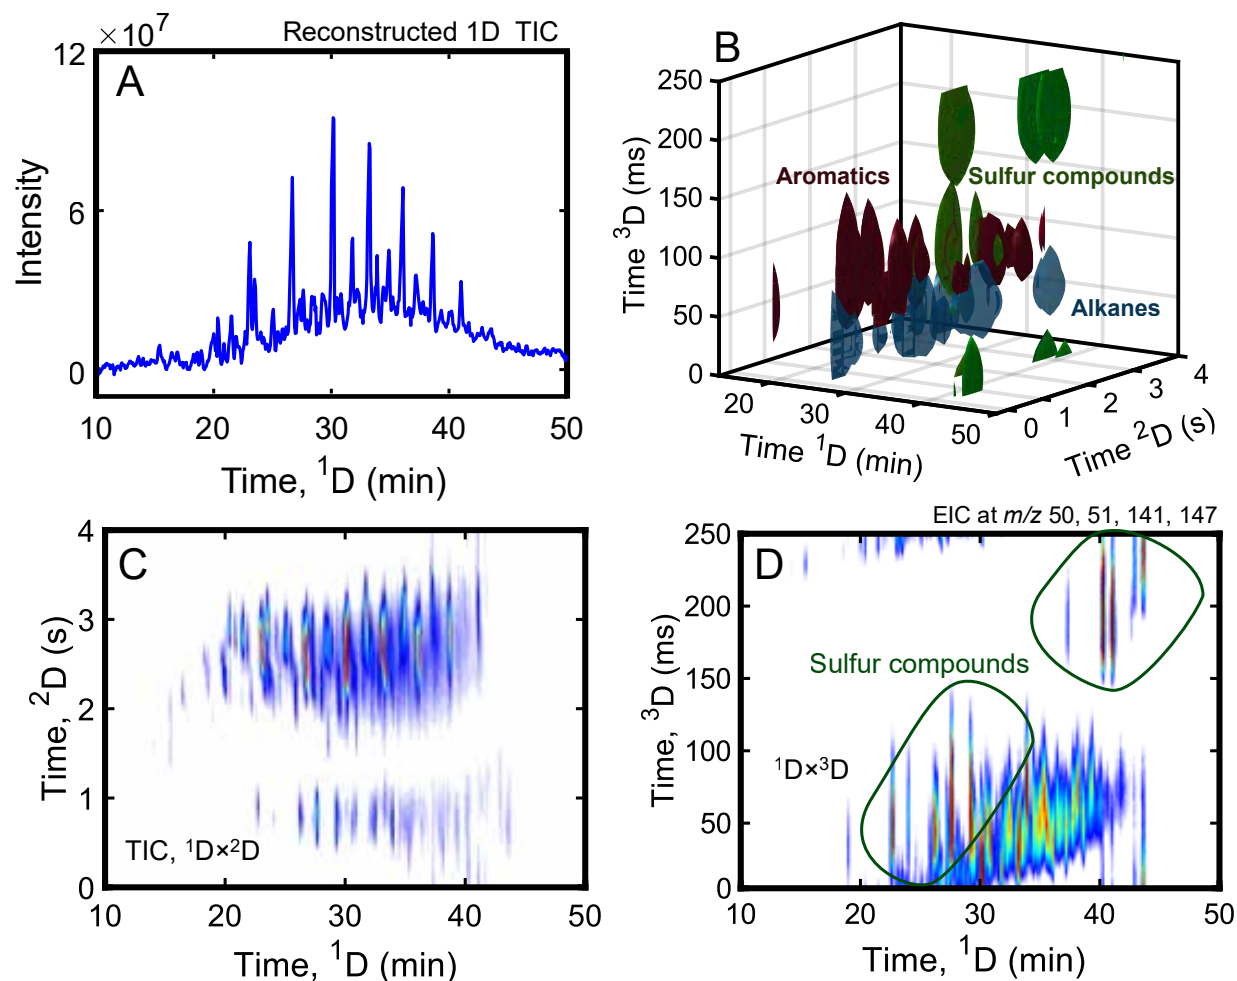 ×10⁷
Reconstructed 1D TIC
A
Intensity
12
6
0
10 20 30 40 50
Time, ¹D (min)
B
Time ³D (ms)
250
200
150
100
50
0
Aromatics
Sulfur compounds
Alkanes
20 30 40 50
Time ¹D (min)
0 1 2 3 4
Time ²D (s)
C
Time, ²D (s)
4
3
2
1
0
TIC, ¹D×²D
10 20 30 40 50
Time, ¹D (min)
EIC at m/z 50, 51, 141, 147
D
Time, ³D (ms)
250
200
150
100
50
0
Sulfur compounds
¹D×³D
10 20 30 40 50
Time, ¹D (min)